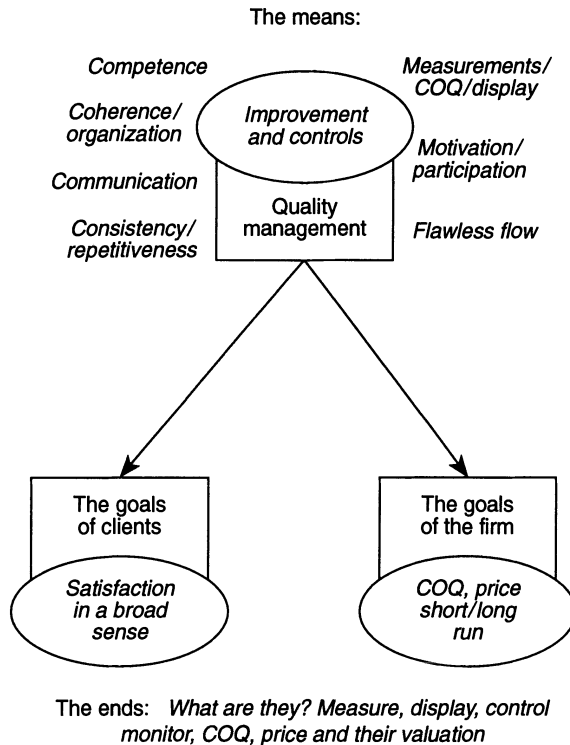 The means:
Competence
Coherence/
organization
Communication
Consistency/
repetitiveness
Improvement
and controls
Quality
management
Measurements/
COQ/display
Motivation/
participation
Flawless flow
The goals
of clients
Satisfaction
in a broad
sense
The goals
of the firm
COQ, price
short/long
run
The ends: What are they? Measure, display, control
monitor, COQ, price and their valuation